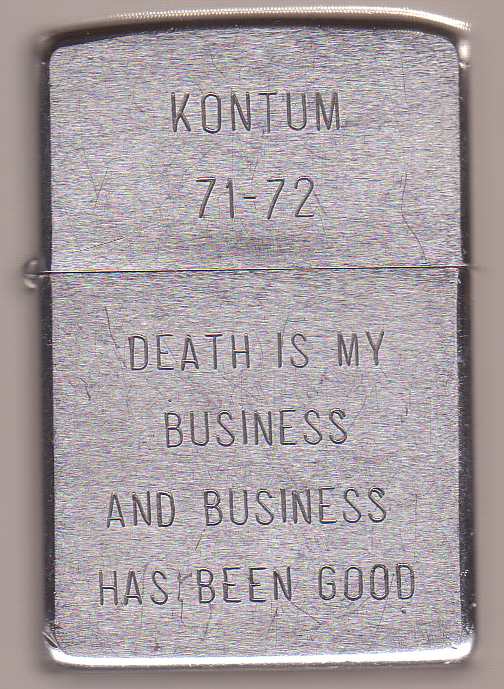 KONTUM
71-72
DEATH IS MY
BUSINESS
AND BUSINESS
HAS BEEN GOOD